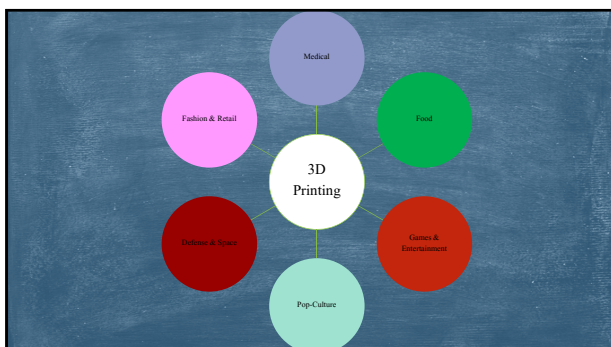 Medical
Fashion & Retail
Food
3D
Printing
Defense & Space
Games &
Entertainment
Pop-Culture